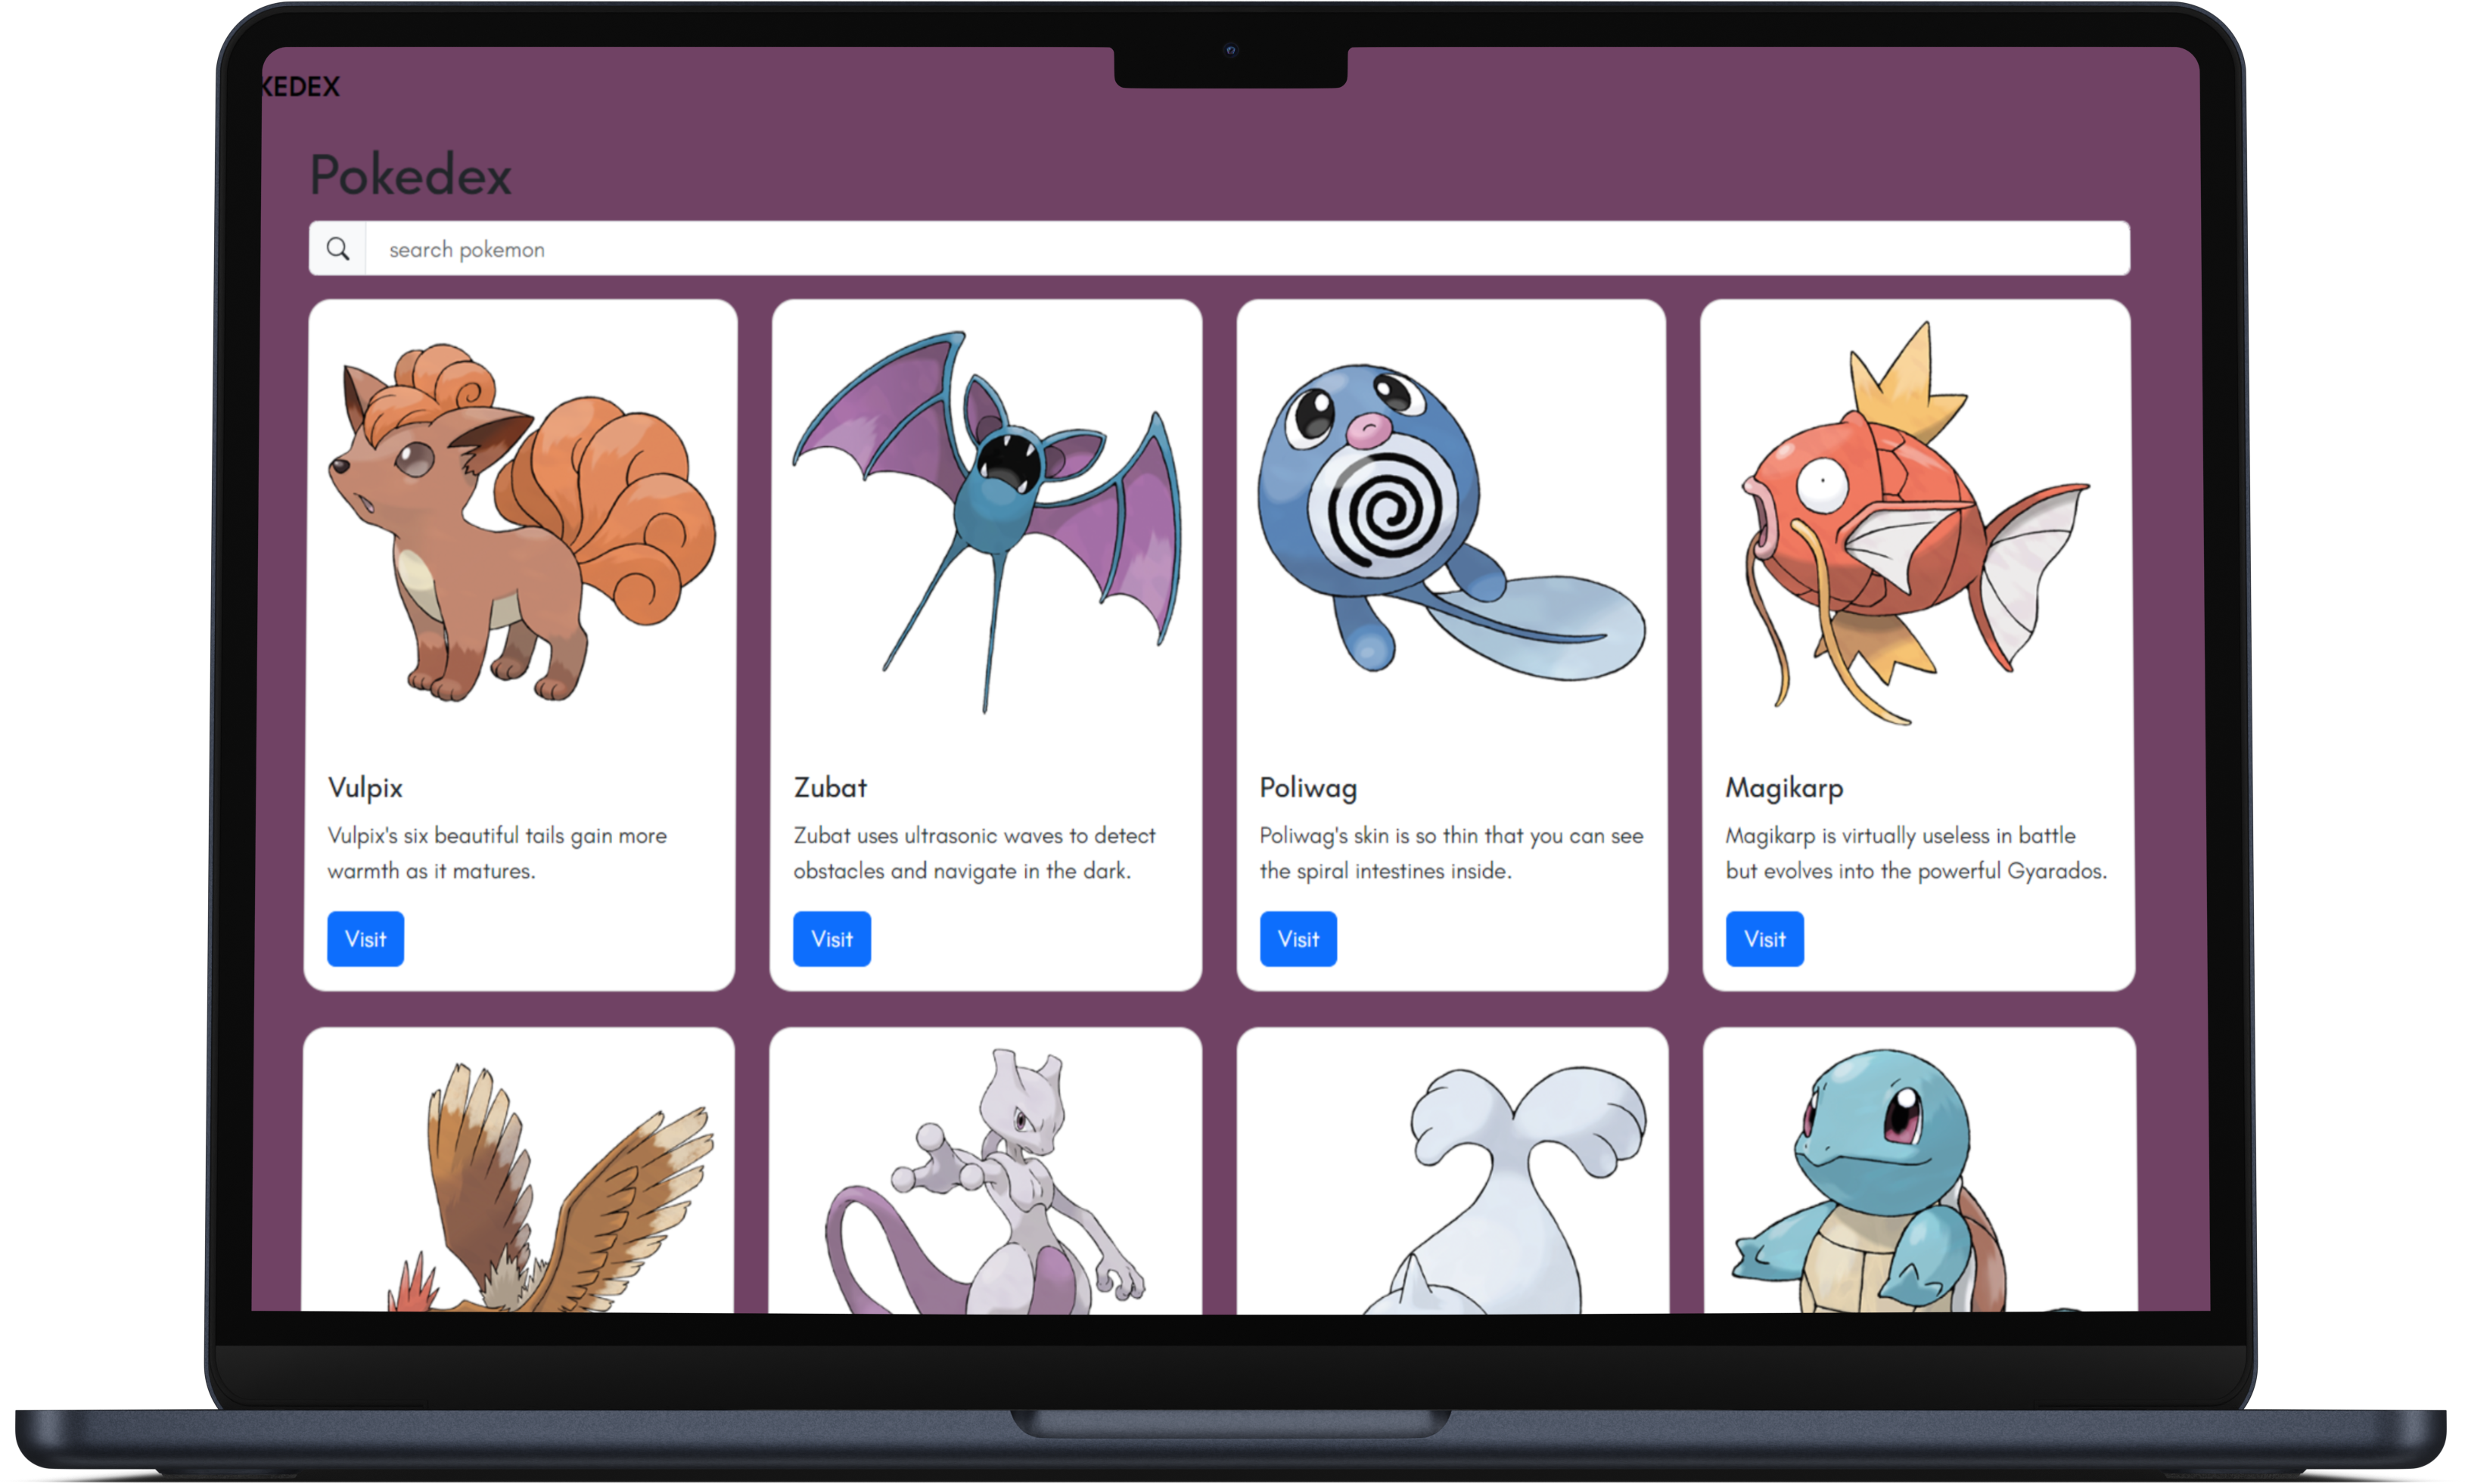 KEDEX
Pokedex
search pokemon
Vulpix
Vulpix's six beautiful tails gain more
warmth as it matures.
Visit
Zubat
Zubat uses ultrasonic waves to detect
obstacles and navigate in the dark.
Visit
Poliwag
Poliwag's skin is so thin that you can see
the spiral intestines inside.
Visit
Magikarp
Magikarp is virtually useless in battle
but evolves into the powerful Gyarados.
Visit